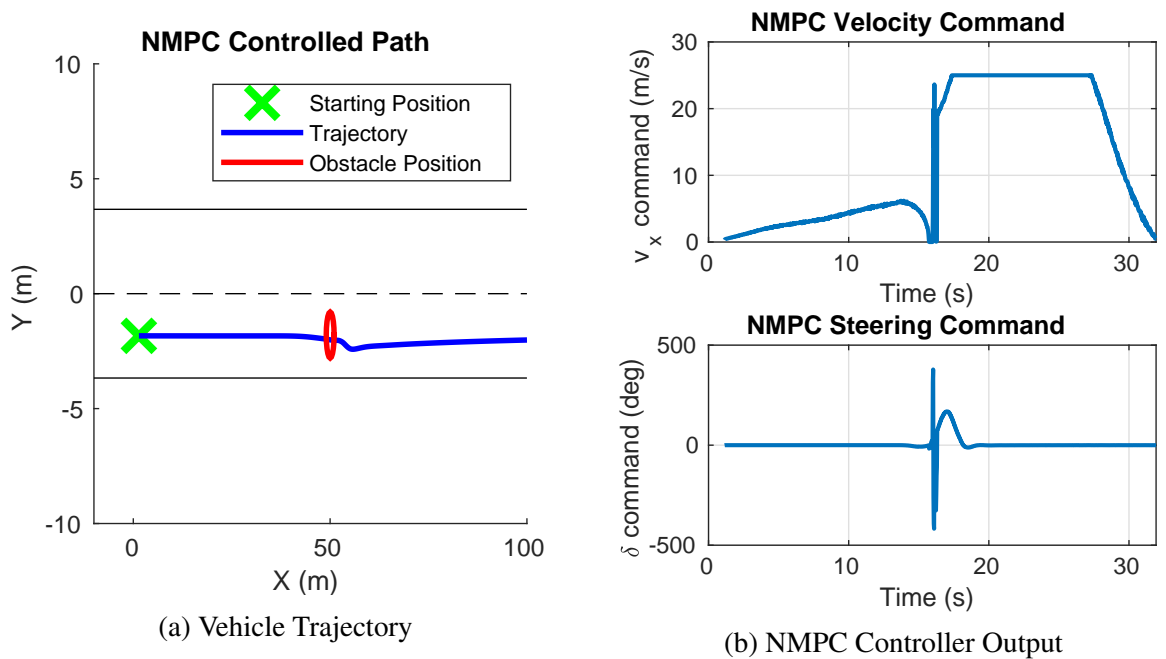 NMPC Controlled Path
10
5
0
-5
-10
Y (m)
Starting Position
Trajectory
Obstacle Position
0
50
100
X (m)
(a) Vehicle Trajectory
NMPC Velocity Command
30
20
10
0
v x command (m/s)
0
10
20
30
Time (s)
NMPC Steering Command
500
0
-500
δ command (deg)
0
10
20
30
Time (s)
(b) NMPC Controller Output